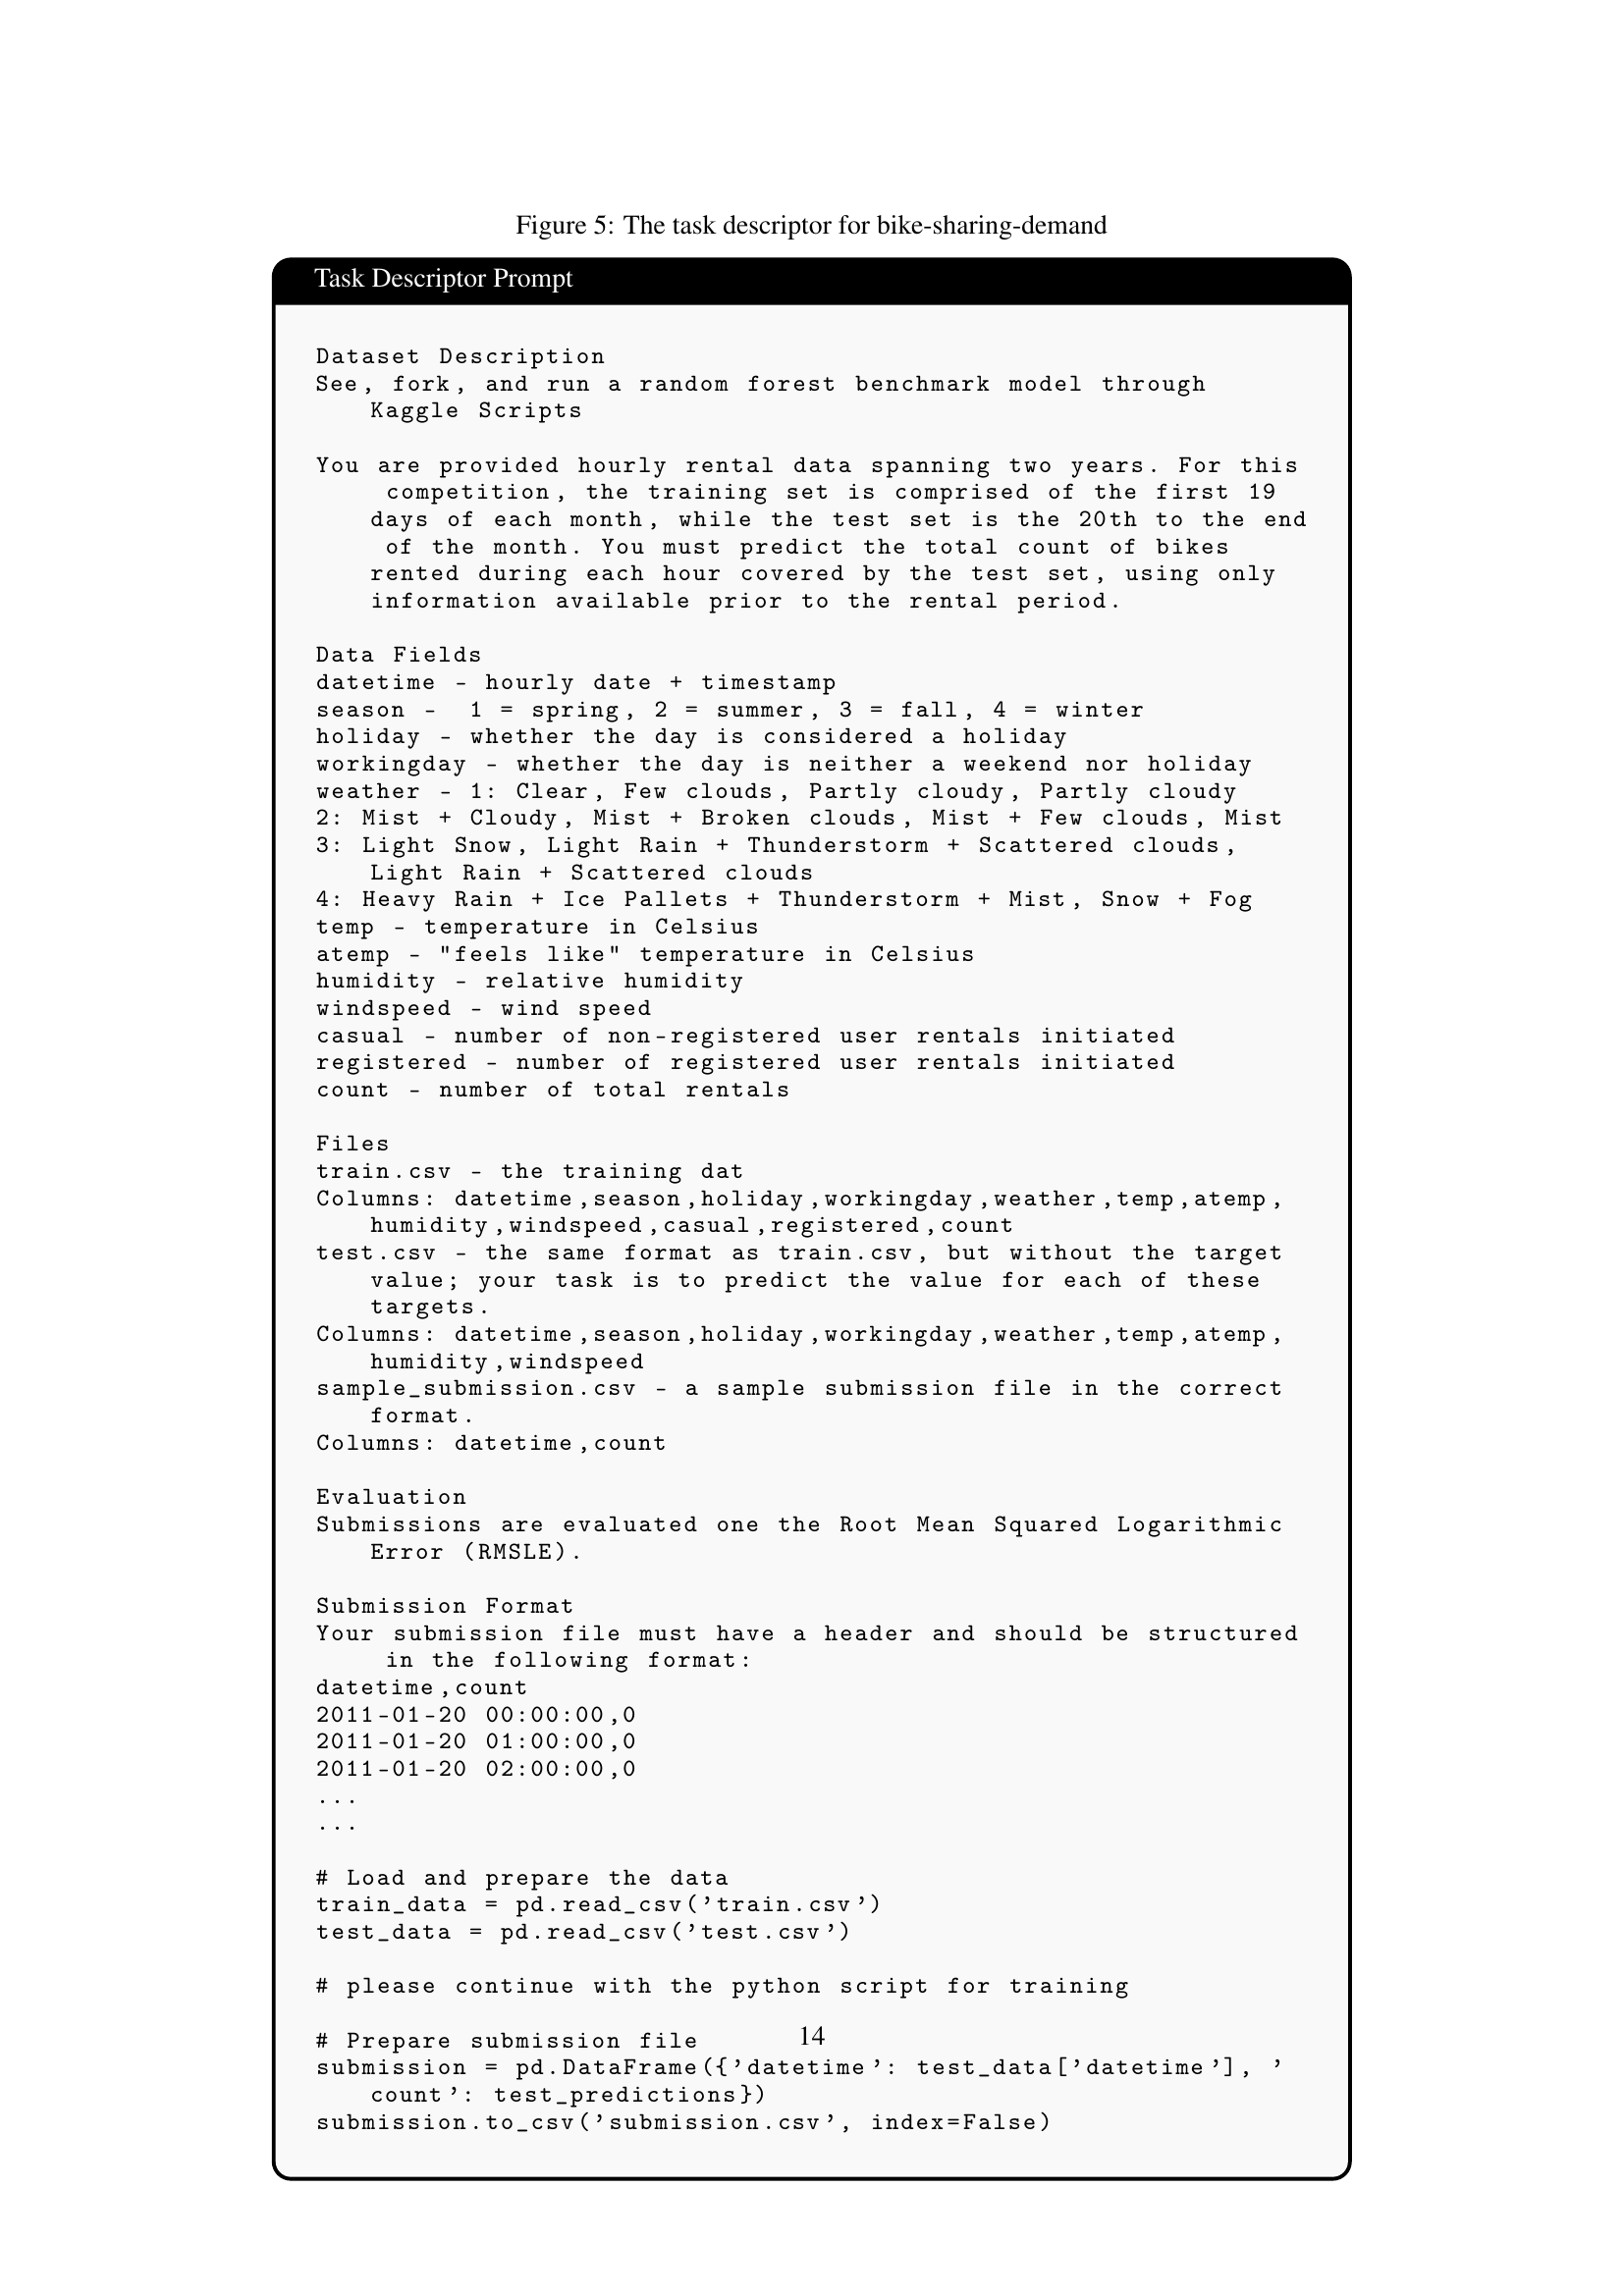 Figure 5: The task descriptor for bike-sharing-demand
Task Descriptor Prompt
Dataset Description
See, fork, and run a random forest benchmark model through
Kaggle Scripts
You are provided hourly rental data spanning two years. For this
competition, the training set is comprised of the first 19
days of each month, while the test set is the 20th to the end
of the month. You must predict the total count of bikes
rented during each hour covered by the test set, using only
information available prior to the rental period.
Data Fields
datetime - hourly date + timestamp
season -  1 = spring, 2 = summer, 3 = fall, 4 = winter
holiday - whether the day is considered a holiday
workingday - whether the day is neither a weekend nor holiday
weather - 1: Clear, Few clouds, Partly cloudy, Partly cloudy
2: Mist + Cloudy, Mist + Broken clouds, Mist + Few clouds, Mist
3: Light Snow, Light Rain + Thunderstorm + Scattered clouds,
Light Rain + Scattered clouds
4: Heavy Rain + Ice Pallets + Thunderstorm + Mist, Snow + Fog
temp - temperature in Celsius
atemp - "feels like" temperature in Celsius
humidity - relative humidity
windspeed - wind speed
casual - number of non-registered user rentals initiated
registered - number of registered user rentals initiated
count - number of total rentals
Files
train.csv - the training dat
Columns: datetime,season,holiday,workingday,weather,temp,atemp,
humidity,windspeed,casual,registered,count
test.csv - the same format as train.csv, but without the target
value; your task is to predict the value for each of these
targets.
Columns: datetime,season,holiday,workingday,weather,temp,atemp,
humidity,windspeed
sample_submission.csv - a sample submission file in the correct
format.
Columns: datetime,count
Evaluation
Submissions are evaluated one the Root Mean Squared Logarithmic
Error (RMSLE).
Submission Format
Your submission file must have a header and should be structured
in the following format:
datetime,count
2011-01-20 00:00:00,0
2011-01-20 01:00:00,0
2011-01-20 02:00:00,0
...
...
# Load and prepare the data
train_data = pd.read_csv('train.csv')
test_data = pd.read_csv('test.csv')
# please continue with the python script for training
# Prepare submission file
14
submission = pd.DataFrame({'datetime': test_data['datetime'], '
count': test_predictions})
submission.to_csv('submission.csv', index=False)